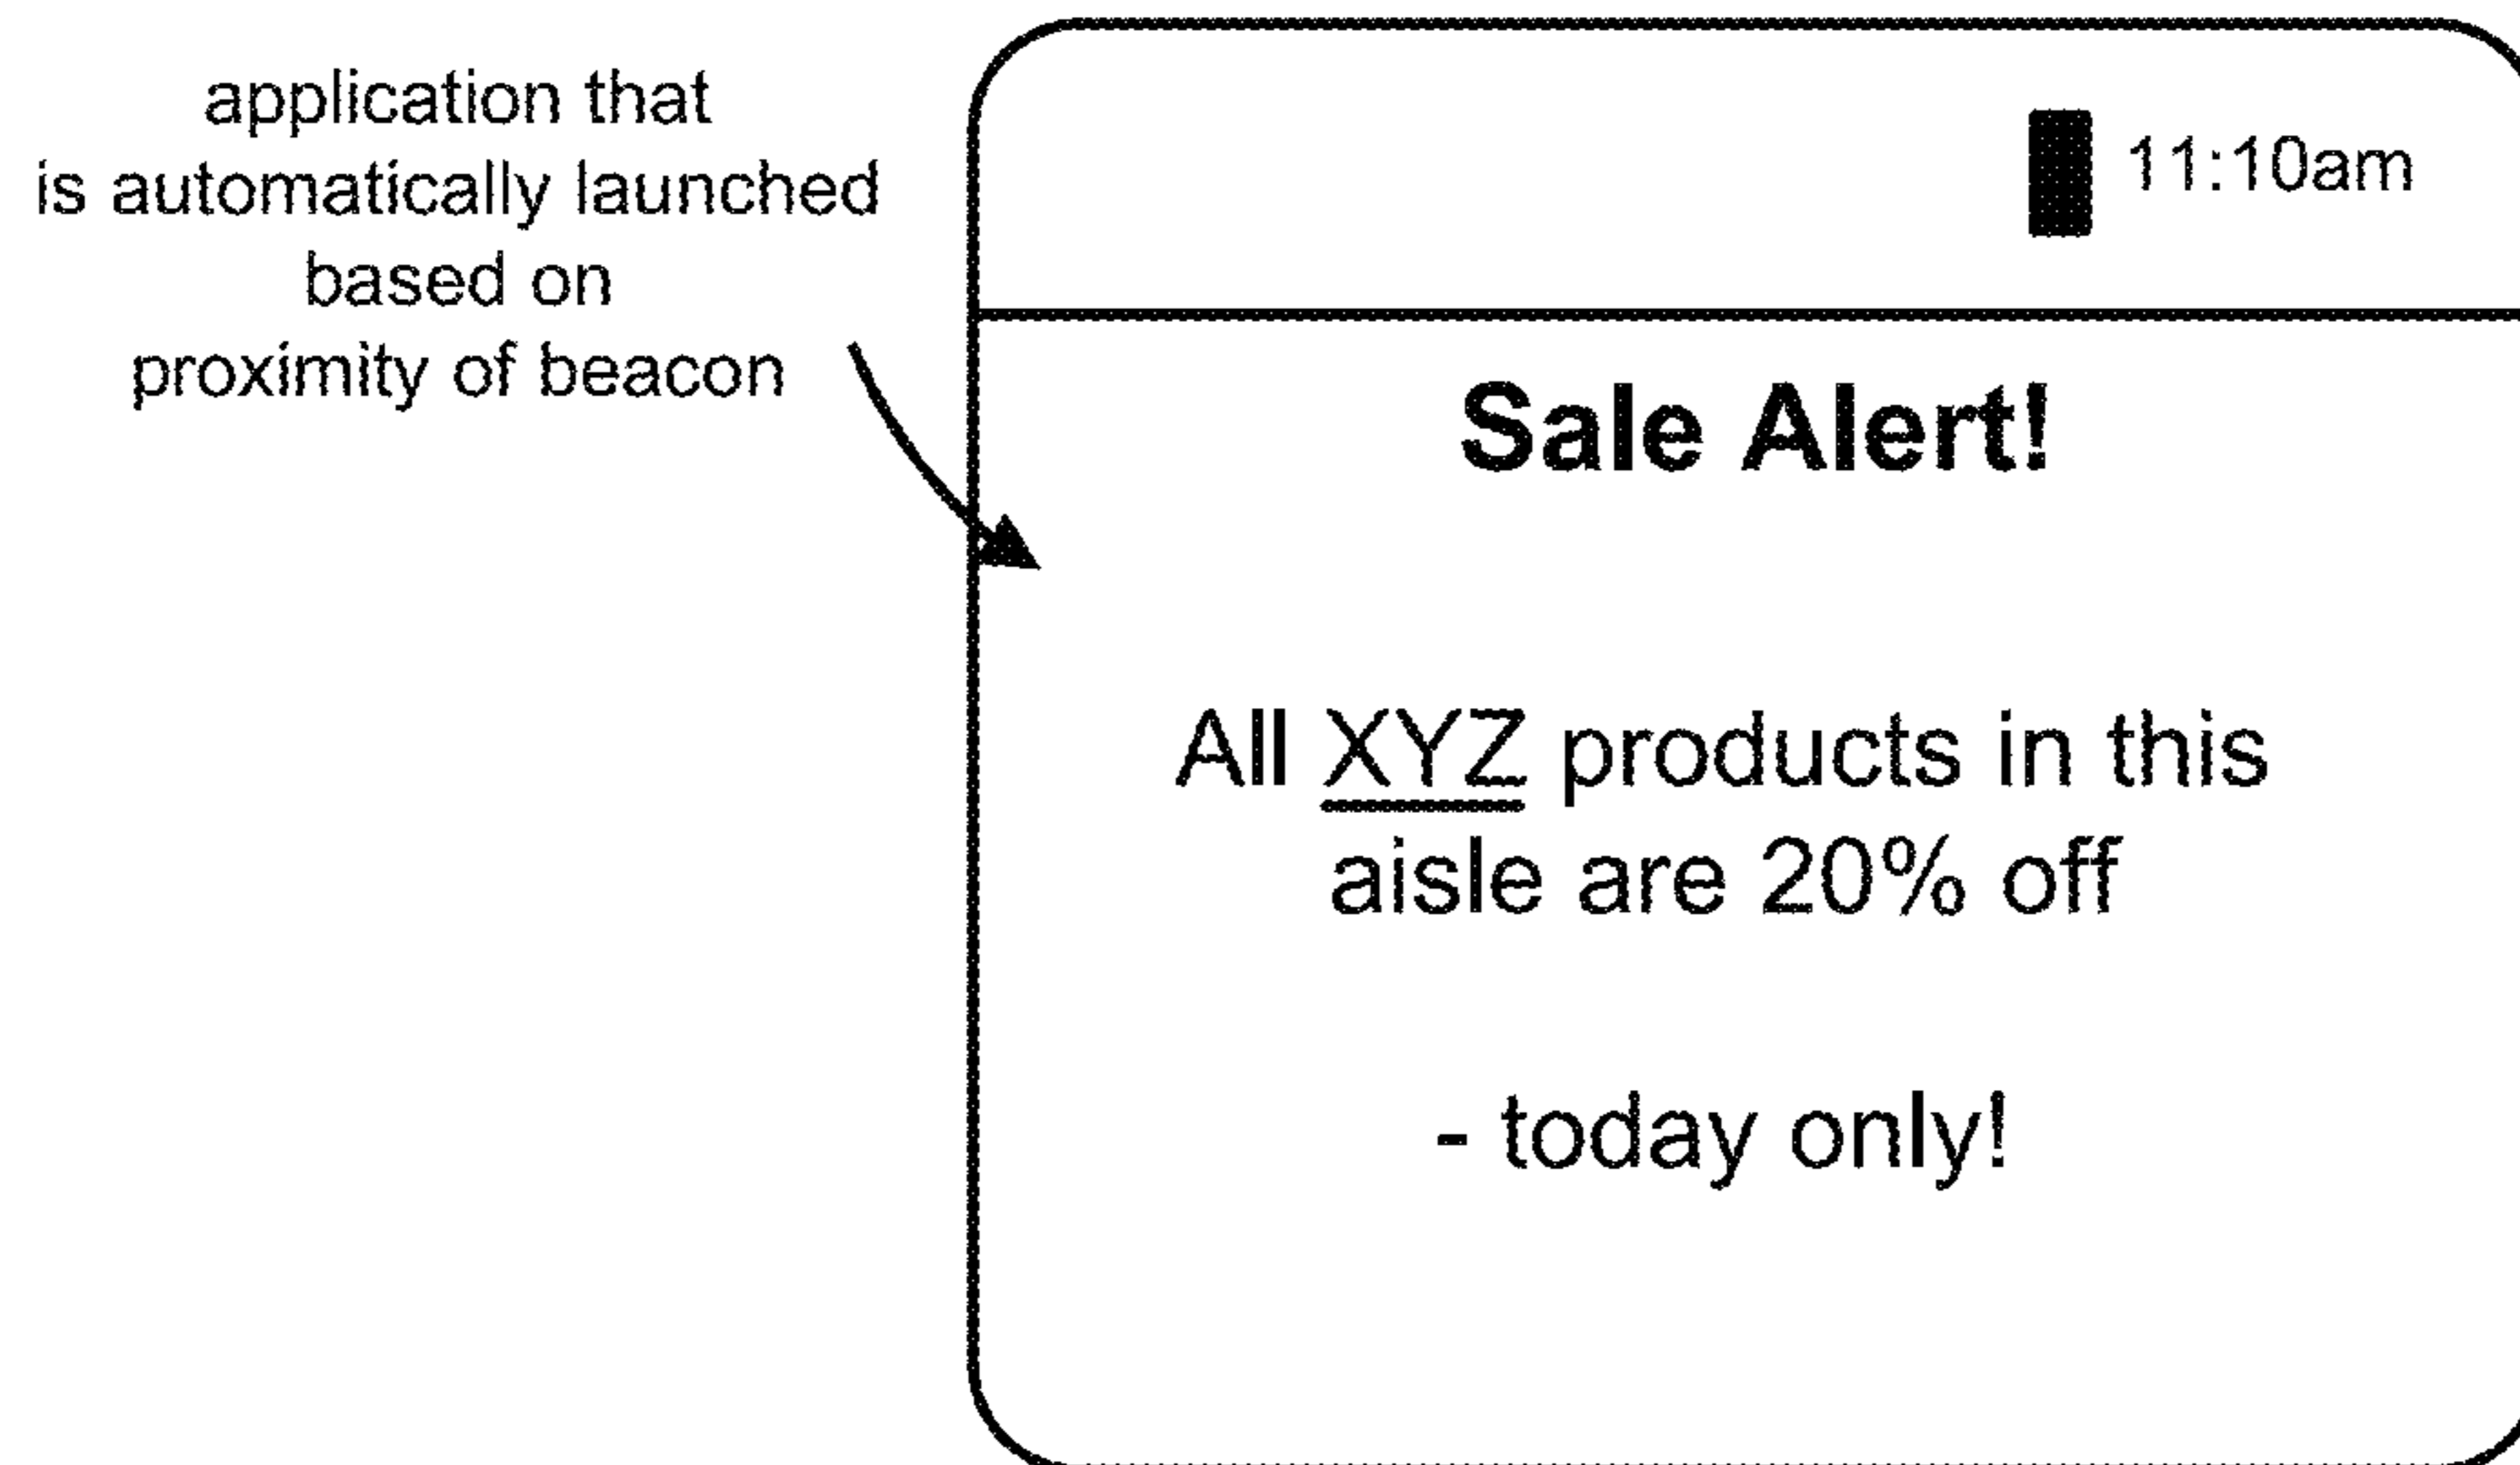 application that
is automatically launched
based on
proximity of beacon
11:10am
Sale Alert!
All XYZ products in this
aisle are 20% off
- today only!